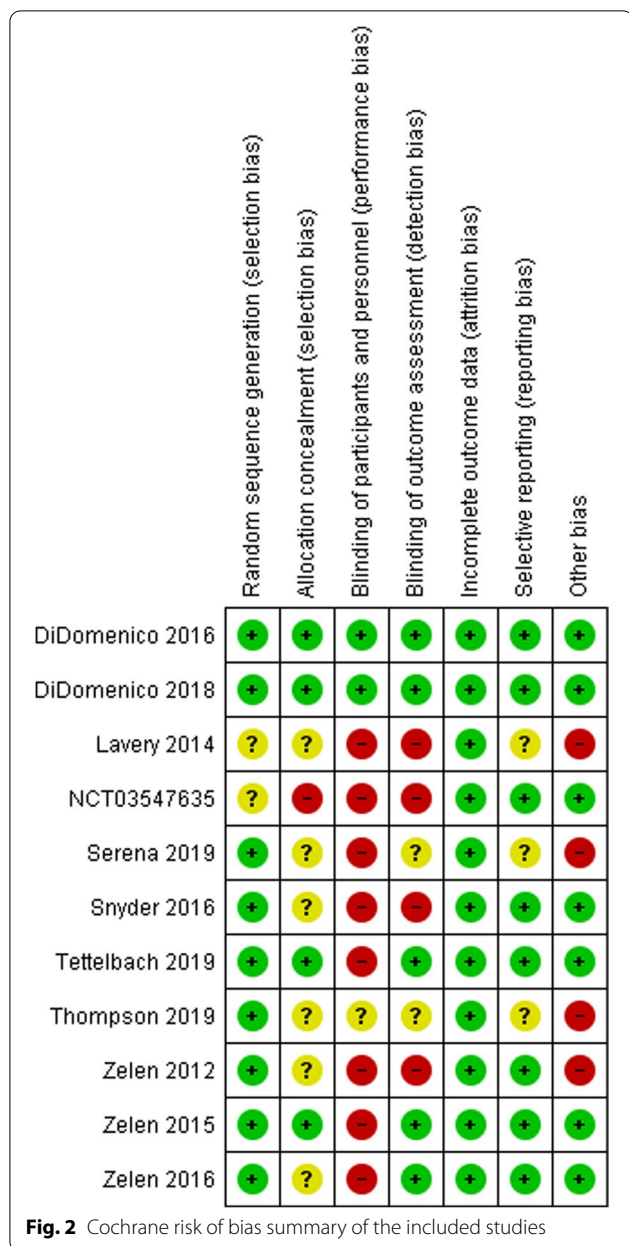 Random sequence generation (selection bias)
Allocation concealment (selection bias)
Blinding of participants and personnel (performance bias)
Blinding of outcome assessment (detection bias)
Incomplete outcome data (attrition bias)
Selective reporting (reporting bias)
Other bias
DiDomenico 2016 + + + + + + +
DiDomenico 2018 + + + + + + +
Lavery 2014 ? ? - - + ? -
NCT03547635 ? - - - + + +
Serena 2019 + ? - ? + ? -
Snyder 2016 + ? - - + + +
Tettelbach 2019 + + - + + + +
Thompson 2019 + ? ? ? + ? -
Zelen 2012 + ? - - + + -
Zelen 2015 + + - + + + +
Zelen 2016 + ? - + + + +
Fig. 2 Cochrane risk of bias summary of the included studies